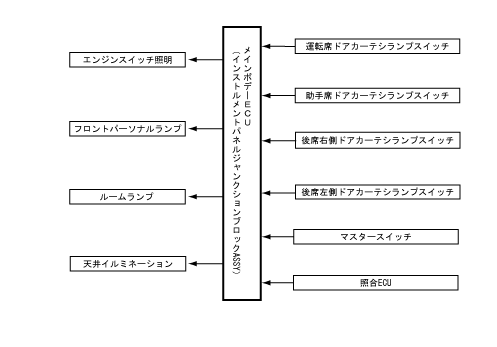 エンジンスイッチ照明
フロントパーソナルランプ
ルームランプ
天井イルミネーション
メインボデーECU
(インストルメントパネルジャンクションブロックASSY)
運転席ドアカーテシランプスイッチ
助手席ドアカーテシランプスイッチ
後席右側ドアカーテシランプスイッチ
後席左側ドアカーテシランプスイッチ
マスタースイッチ
照合ECU